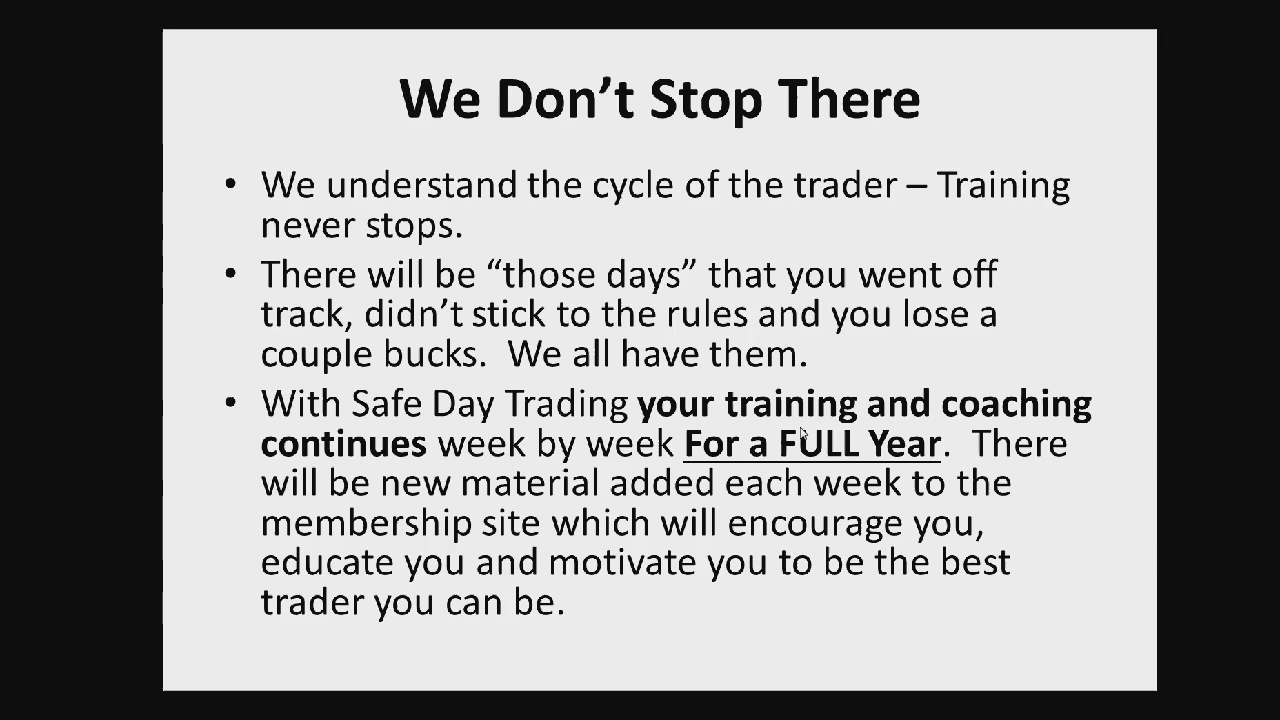 We Don’t Stop There
• We understand the cycle of the trader – Training
never stops.
• There will be “those days” that you went off
track, didn’t stick to the rules and you lose a
couple bucks.  We all have them.
• With Safe Day Trading your training and coaching
continues week by week For a FULL Year.  There
will be new material added each week to the
membership site which will encourage you,
educate you and motivate you to be the best
trader you can be.